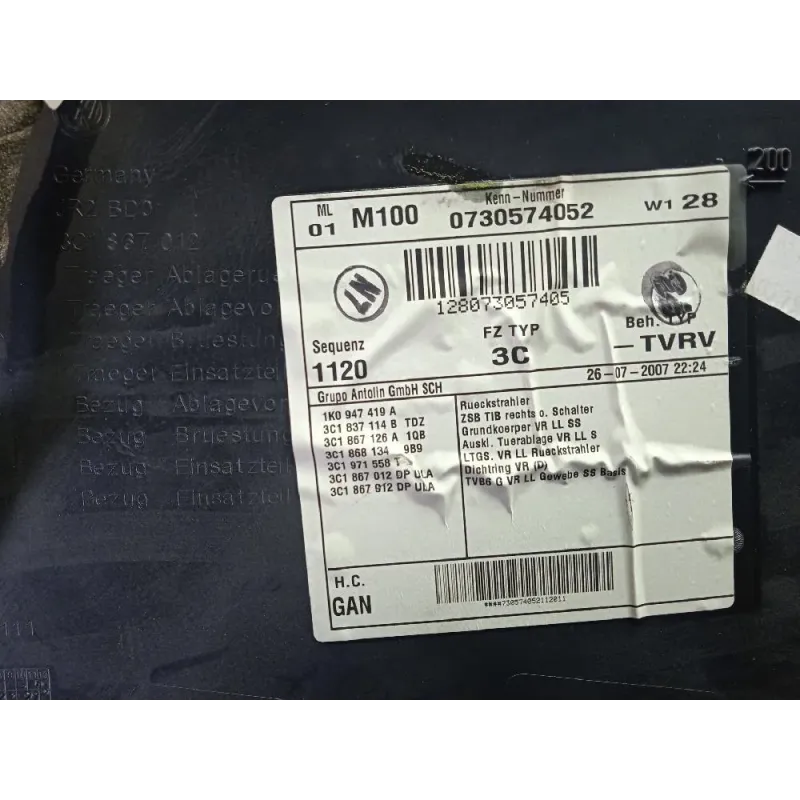 Germany
3C1 867 012
Traeger Ablagerue
Traeger Ablagevo
Traeger Bruestung
Traeger Einsatzteil
Bezug Ablagevor
Bezug Bruestung
Bezug Einsatzteil
Bezug Einsatzteil
111
200
ML
01 M100
Kenn-Nummer
0730574052
W1 28
128073057405
Sequenz
1120
FZ TYP
3C
Beh. TYP
-TVRV
26-07-2007 22:24
Grupo Antolin GmbH SCH
1K0 947 419 A Rueckstrahler
3C1 837 114 B TDZ ZSB TIB rechts o. Schalter
3C1 867 126 A 1QB Grundkoerper VR LL SS
3C1 868 134 9B9 Auskl. Tuerablage VR LL S
3C1 971 558 T LTGS. VR LL Rueckstrahler
3C1 867 012 DP ULA Dichtring VR (D)
3C1 867 912 DP ULA TVB6 G VR LL Gewebe SS Basis
H.C.
GAN
****730574052112011